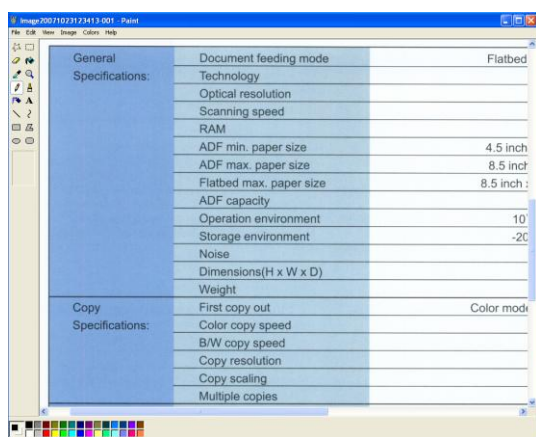 Image20071023123413-001 - Paint
File Edit View Image Colors Help
General Document feeding mode Flatbed
Specifications: Technology
Optical resolution
Scanning speed
RAM
ADF min. paper size 4.5 inch
ADF max. paper size 8.5 inch
Flatbed max. paper size 8.5 inch
ADF capacity
Operation environment 10
Storage environment -20
Noise
Dimensions(H x W x D)
Weight
Copy First copy out Color mode
Specifications: Color copy speed
B/W copy speed
Copy resolution
Copy scaling
Multiple copies